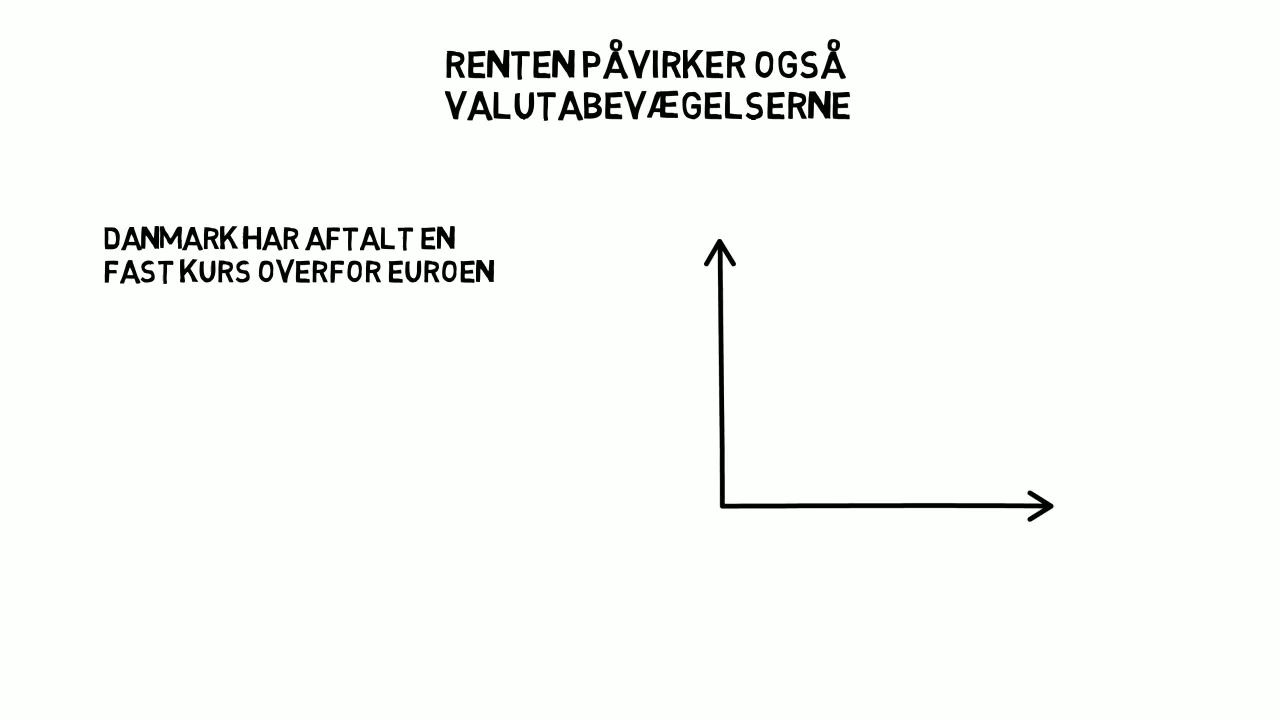 RENTEN PÅVIRKER OGSÅ
VALUTABEVÆGELSERNE
DANMARK HAR AFTALT EN
FAST KURS OVERFOR EUROEN